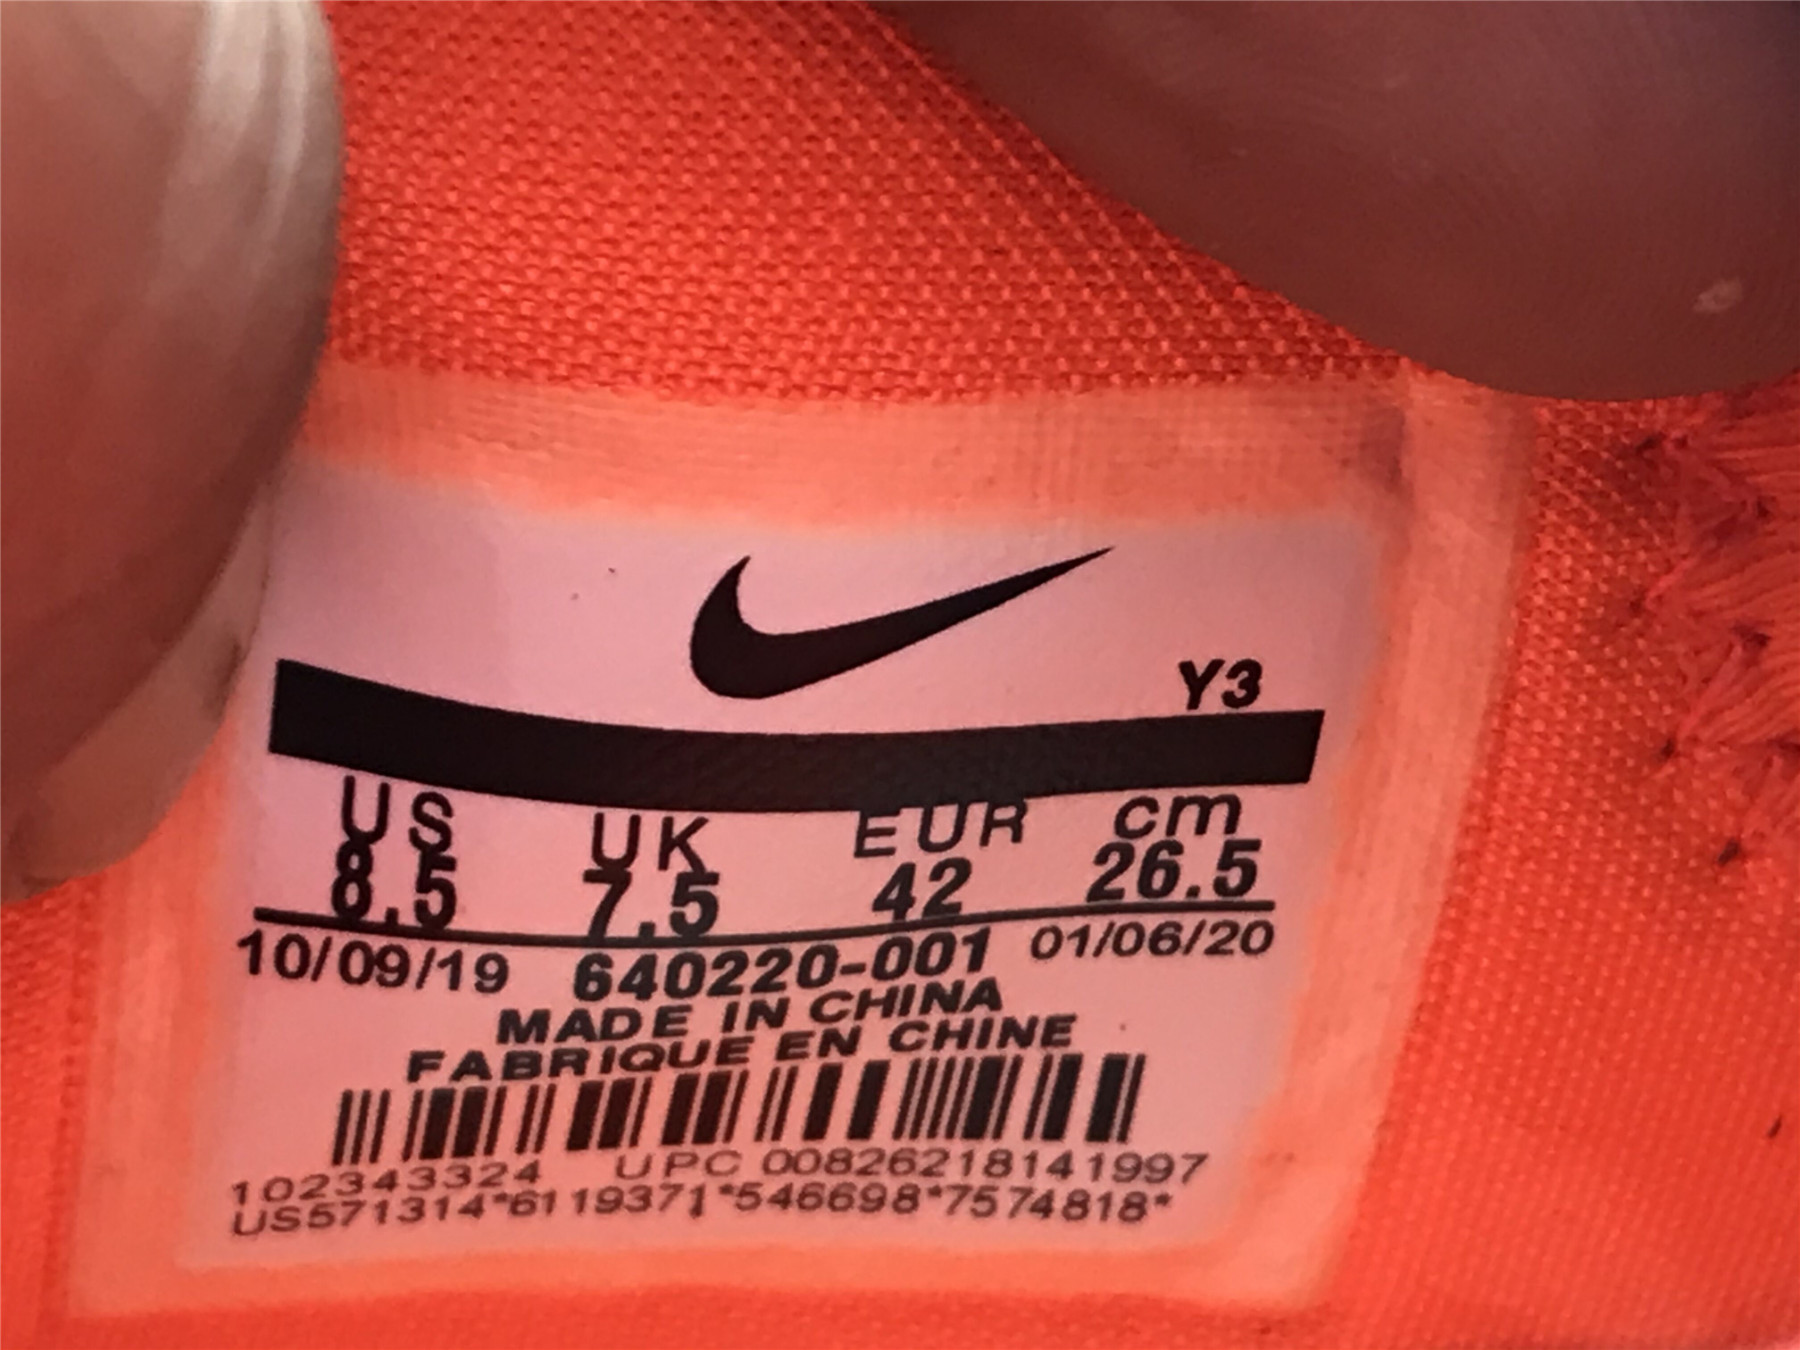 Y3
US UK EUR cm
8.5 7.5 42 26.5
10/09/19 640220-001 01/06/20
MADE IN CHINA
FABRIQUE EN CHINE
102343324 UPC 00826218141997
US571314*6119371*546698*7574818*